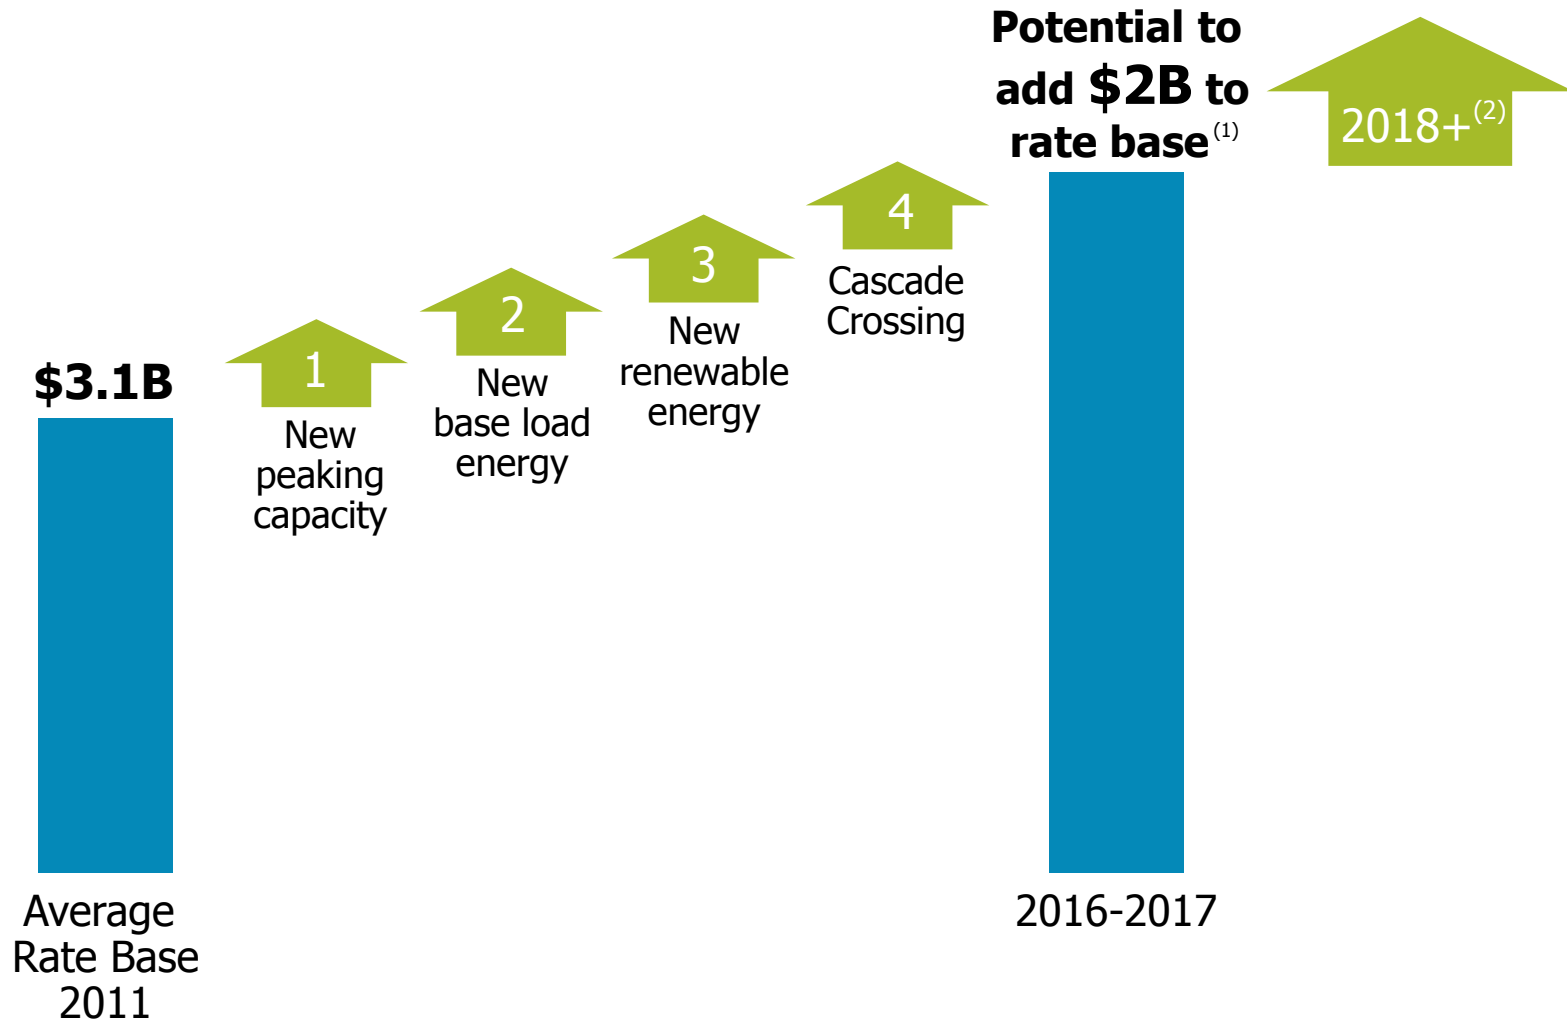 $3.1B
Average
Rate Base
2011
1
New
peaking
capacity
2
New
base load
energy
3
New
renewable
energy
4
Cascade
Crossing
Potential to
add $2B to
rate base(1)
2016-2017
2018+(2)